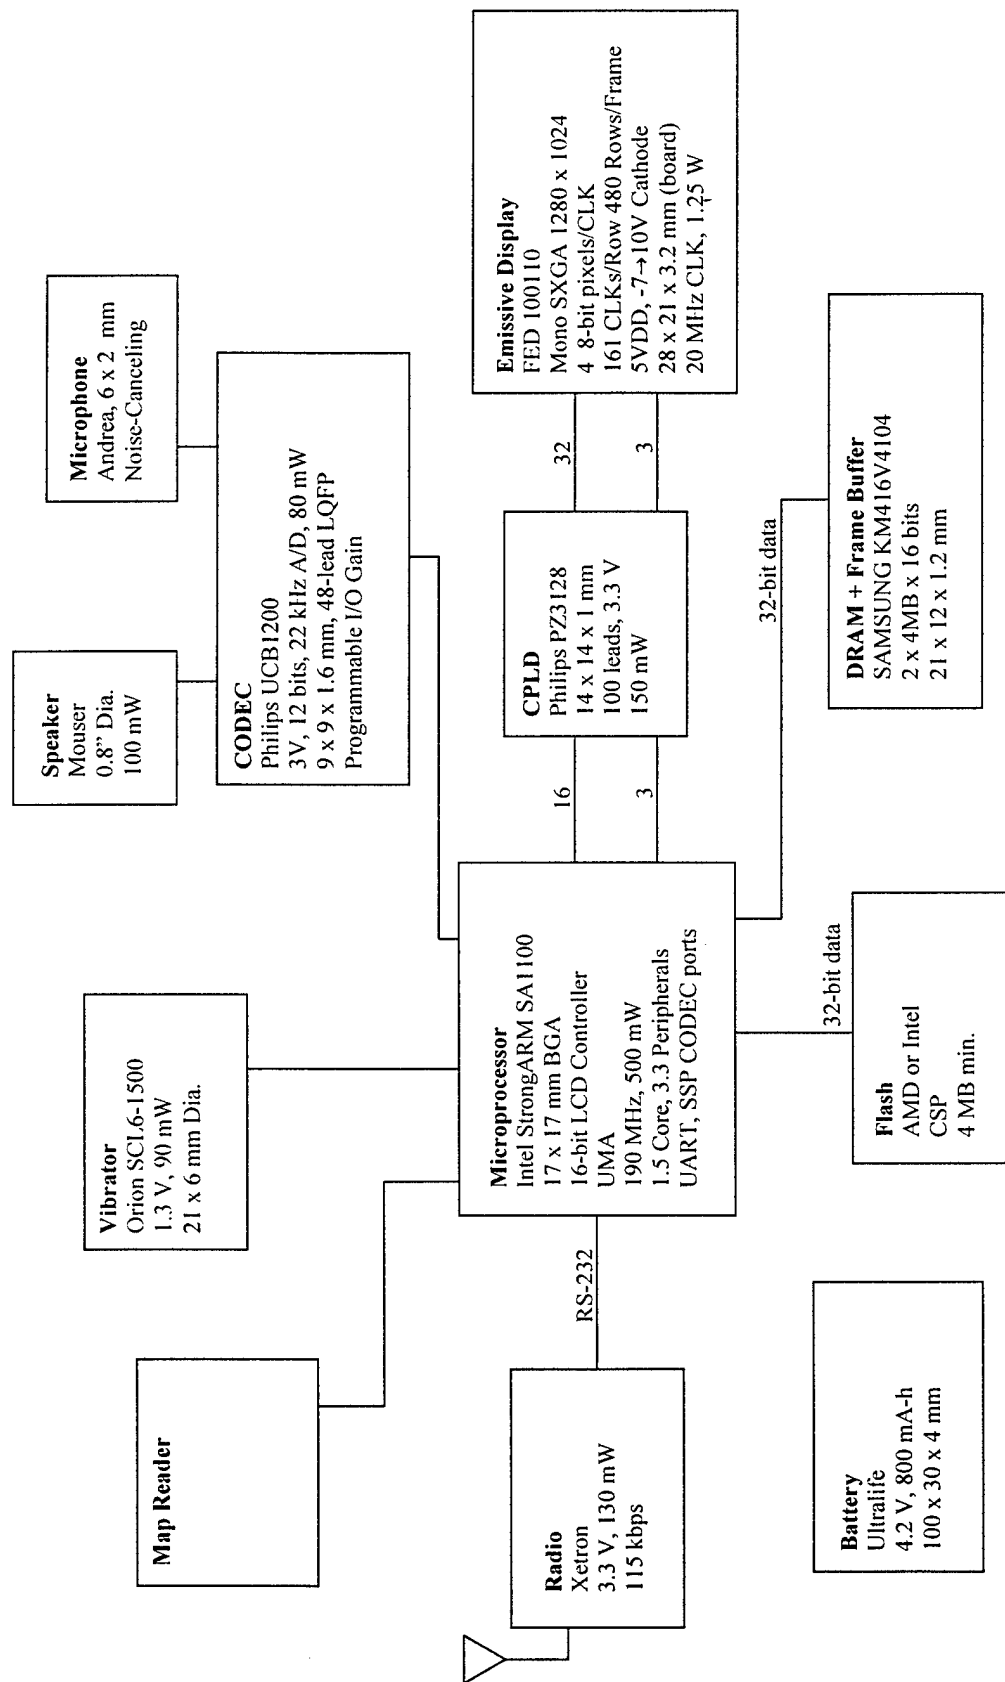 Map Reader
Vibrator
Orion SCL6-1500
1.3 V, 90 mW
21 x 6 mm Dia.
Speaker
Mouser
0.8" Dia.
100 mW
Microphone
Andrea, 6 x 2 mm
Noise-Canceling
CODEC
Philips UCB1200
3V, 12 bits, 22 kHz A/D, 80 mW
9 x 9 x 1.6 mm, 48-lead LQFP
Programmable I/O Gain
Radio
Xetron
3.3 V, 130 mW
115 kbps
RS-232
Microprocessor
Intel StrongARM SA1100
17 x 17 mm BGA
16-bit LCD Controller
UMA
190 MHz, 500 mW
1.5 Core, 3.3 Peripherals
UART, SSP CODEC ports
16
3
CPLD
Philips PZ3128
14 x 14 x 1 mm
100 leads, 3.3 V
150 mW
32
3
Emissive Display
FED 100110
Mono SXGA 1280 x 1024
4 8-bit pixels/CLK
161 CLKs/Row 480 Rows/Frame
5VDD, -7→10V Cathode
28 x 21 x 3.2 mm (board)
20 MHz CLK, 1.25 W
Battery
Ultralife
4.2 V, 800 mA-h
100 x 30 x 4 mm
32-bit data
Flash
AMD or Intel
CSP
4 MB min.
32-bit data
DRAM + Frame Buffer
SAMSUNG KM416V4104
2 x 4MB x 16 bits
21 x 12 x 1.2 mm